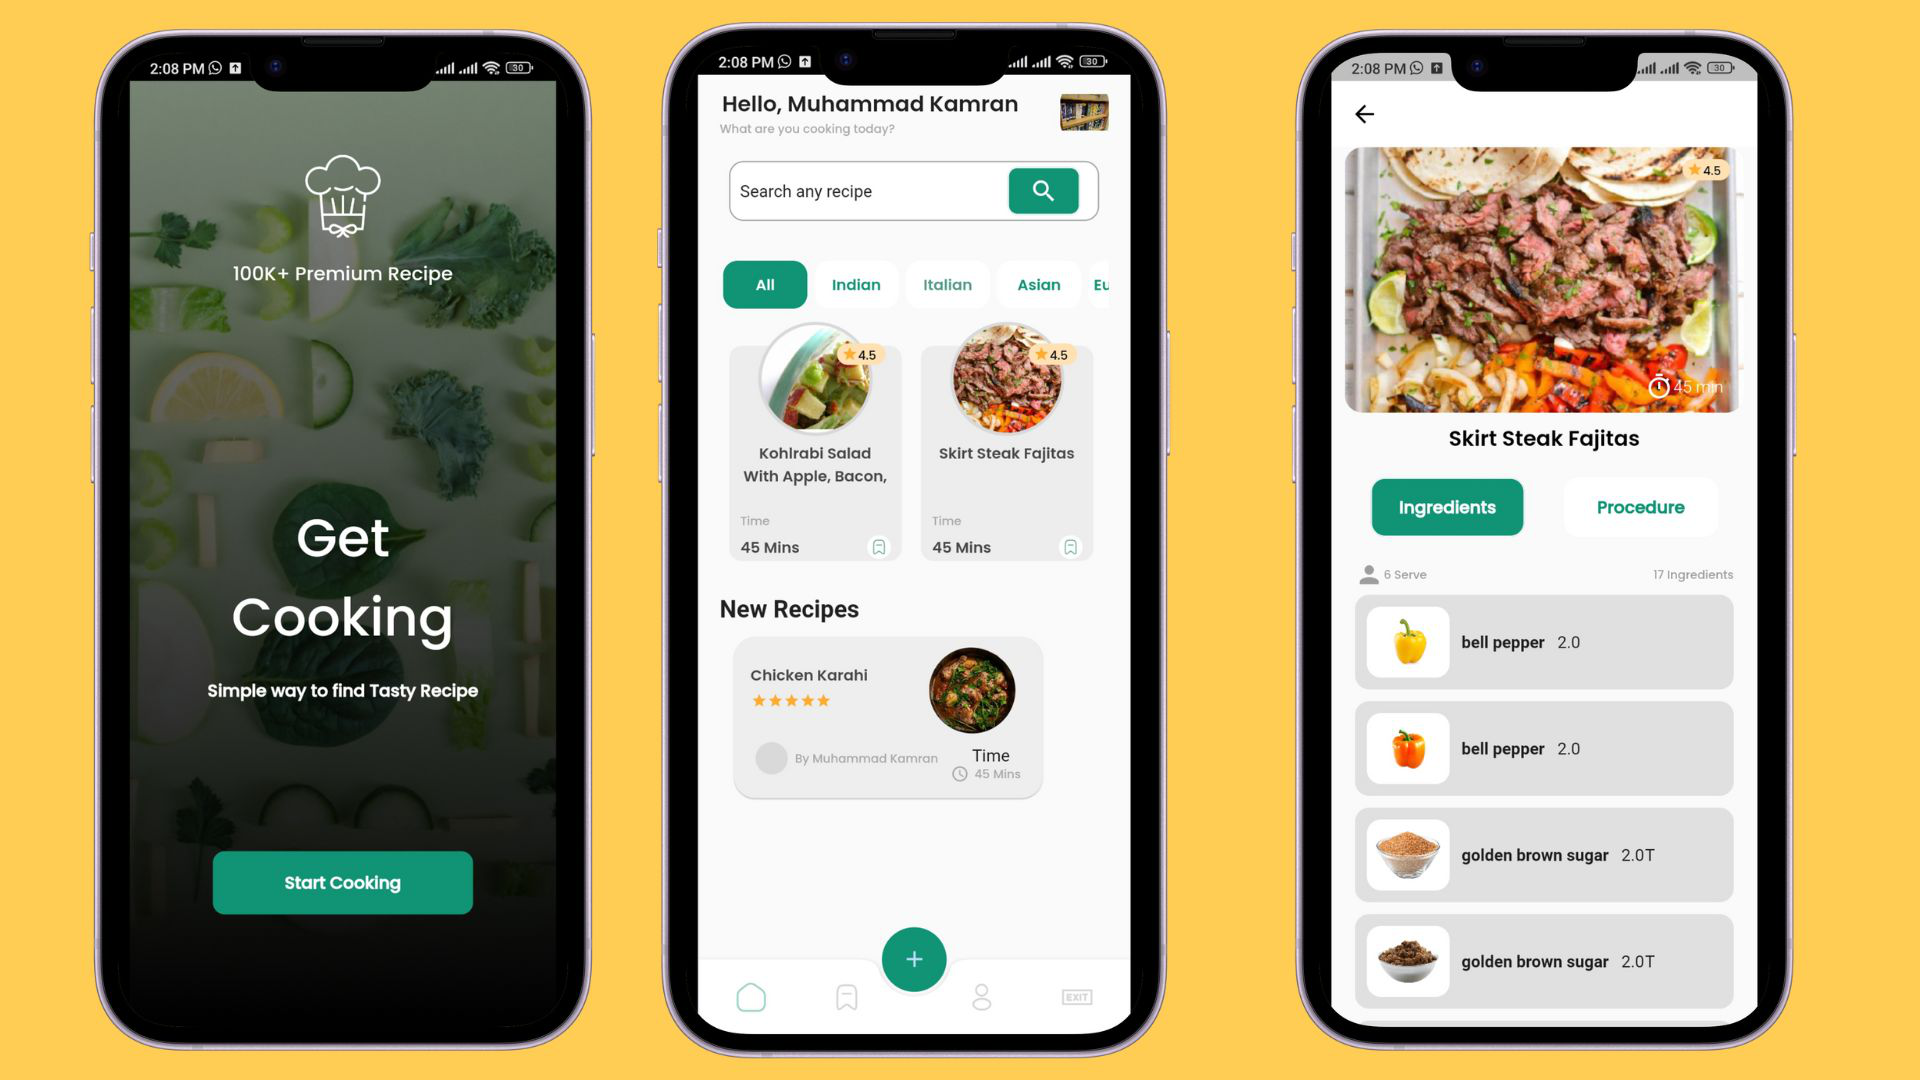 2:08 PM
30
100K+ Premium Recipe
Get
Cooking
Simple way to find Tasty Recipe
Start Cooking
2:08 PM
30
Hello, Muhammad Kamran
What are you cooking today?
Search any recipe
All Indian Italian Asian Eu
4.5
4.5
Kohlrabi Salad
With Apple, Bacon,
Skirt Steak Fajitas
Time
45 Mins
Time
45 Mins
New Recipes
Chicken Karahi
By Muhammad Kamran
Time
45 Mins
EXIT
2:08 PM
30
4.5
45 min
Skirt Steak Fajitas
Ingredients Procedure
6 Serve 17 Ingredients
bell pepper 2.0
bell pepper 2.0
golden brown sugar 2.0T
golden brown sugar 2.0T